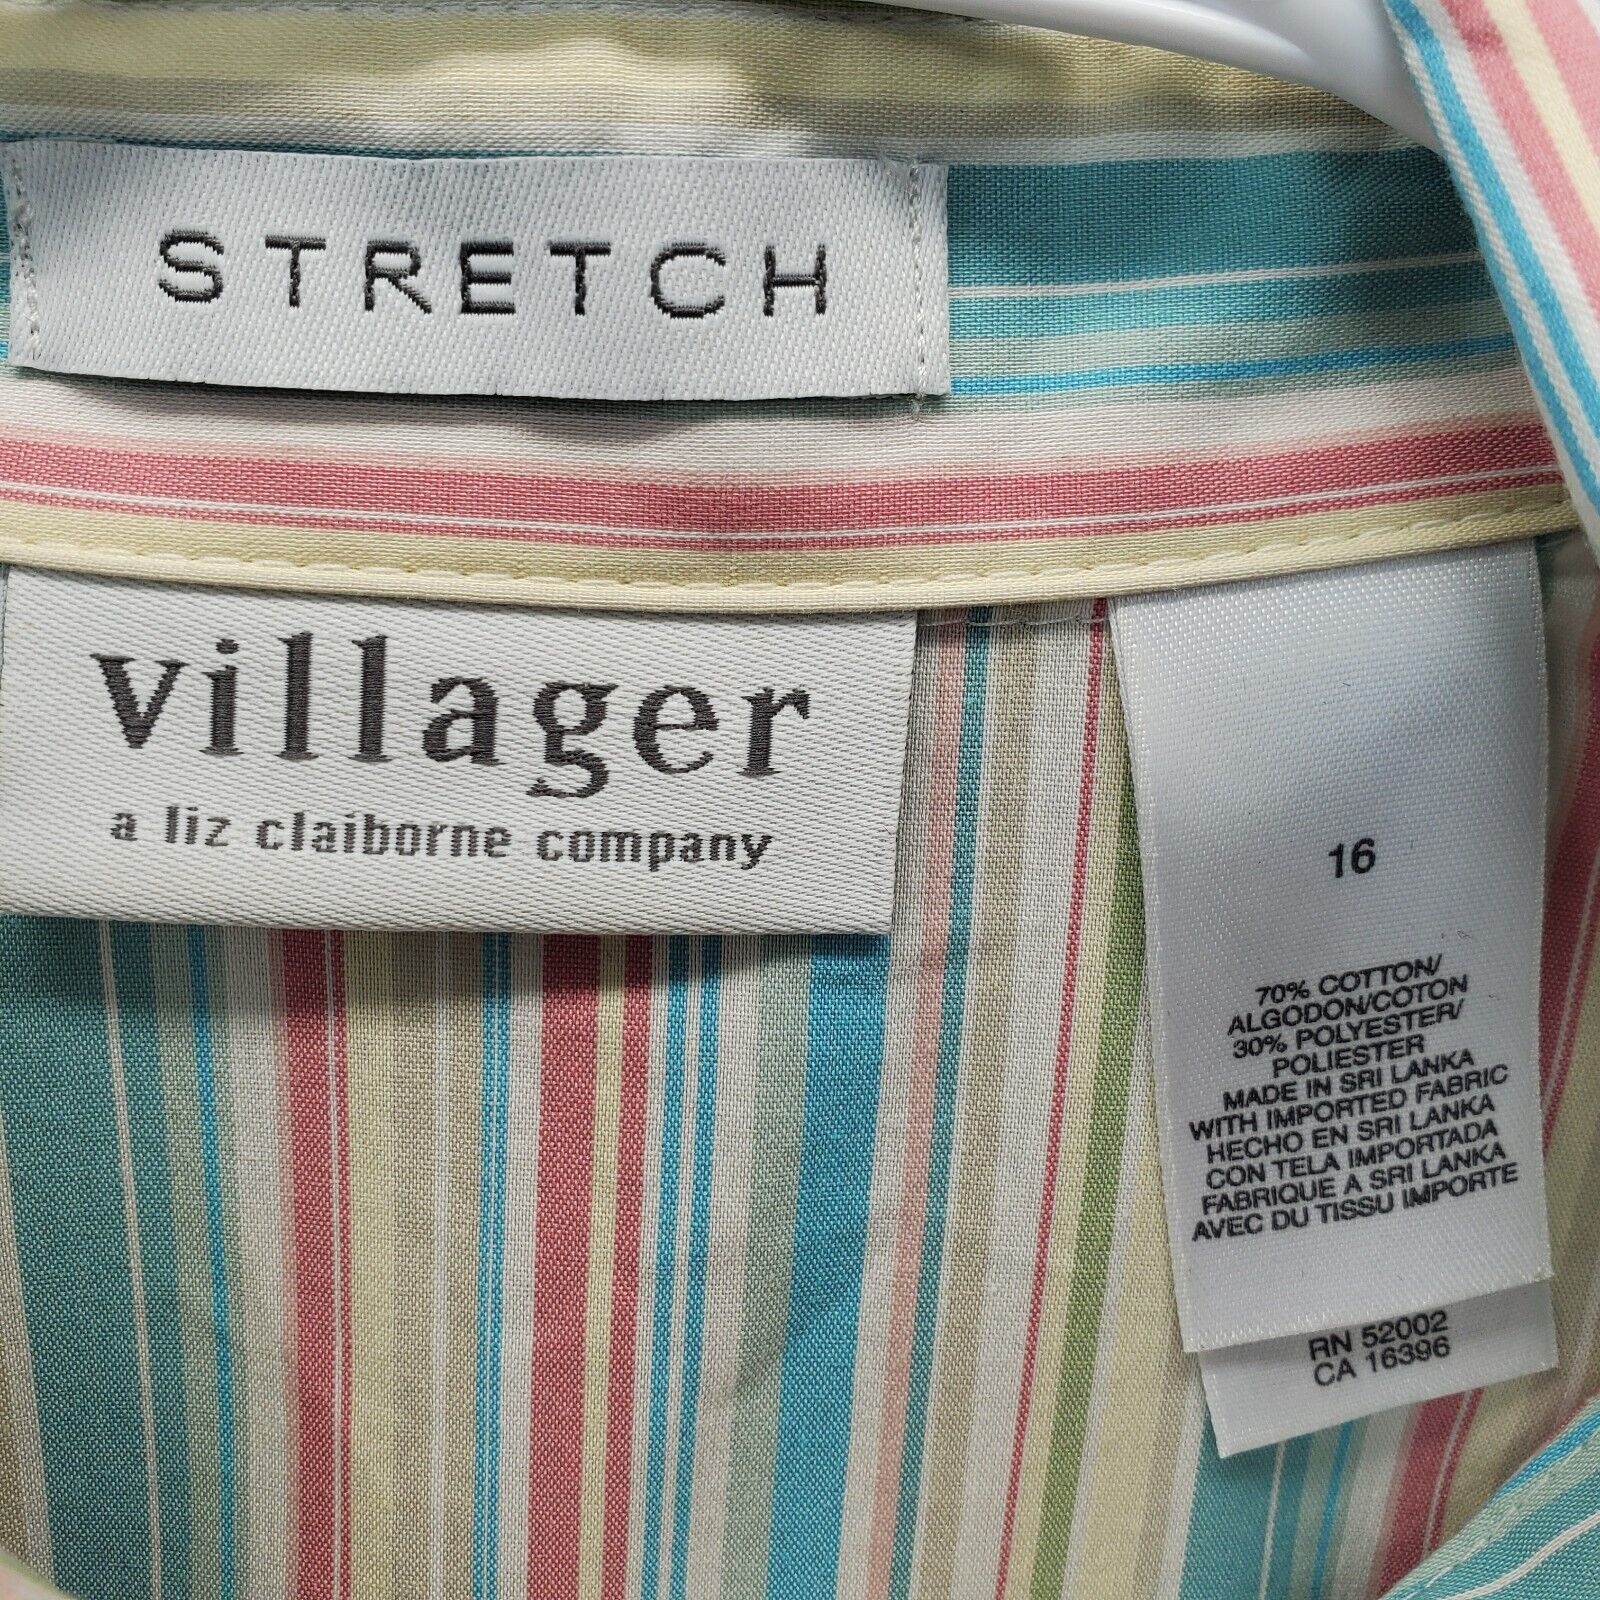 STRETCH
villager
a liz claiborne company
16
70% COTTON/
ALGODON/COTON
30% POLYESTER/
POLIESTER
MADE IN SRI LANKA
WITH IMPORTED FABRIC
HECHO EN SRI LANKA
CON TELA IMPORTADA
FABRIQUE A SRI LANKA
AVEC DU TISSU IMPORTE
RN 52002
CA 16396